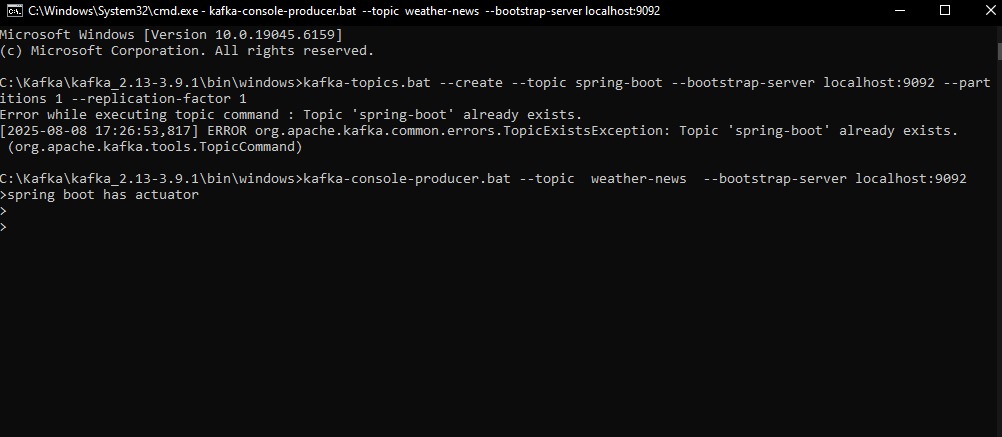 C:\Windows\System32\cmd.exe - kafka-console-producer.bat --topic weather-news --bootstrap-server localhost:9092
Microsoft Windows [Version 10.0.19045.6159]
(c) Microsoft Corporation. All rights reserved.
C:\Kafka\kafka_2.13-3.9.1\bin\windows>kafka-topics.bat --create --topic spring-boot --bootstrap-server localhost:9092 --part
itions 1 --replication-factor 1
Error while executing topic command : Topic 'spring-boot' already exists.
[2025-08-08 17:26:53,817] ERROR org.apache.kafka.common.errors.TopicExistsException: Topic 'spring-boot' already exists.
 (org.apache.kafka.tools.TopicCommand)
C:\Kafka\kafka_2.13-3.9.1\bin\windows>kafka-console-producer.bat --topic  weather-news  --bootstrap-server localhost:9092
>spring boot has actuator
>
>